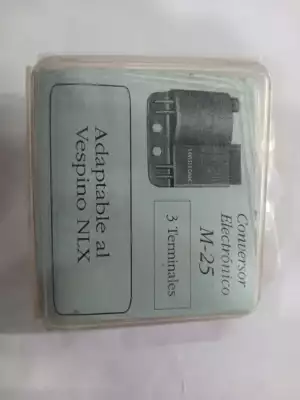 Conversor
Electrónico
M-25
3 Terminales
Adaptable al
Vespino NLX